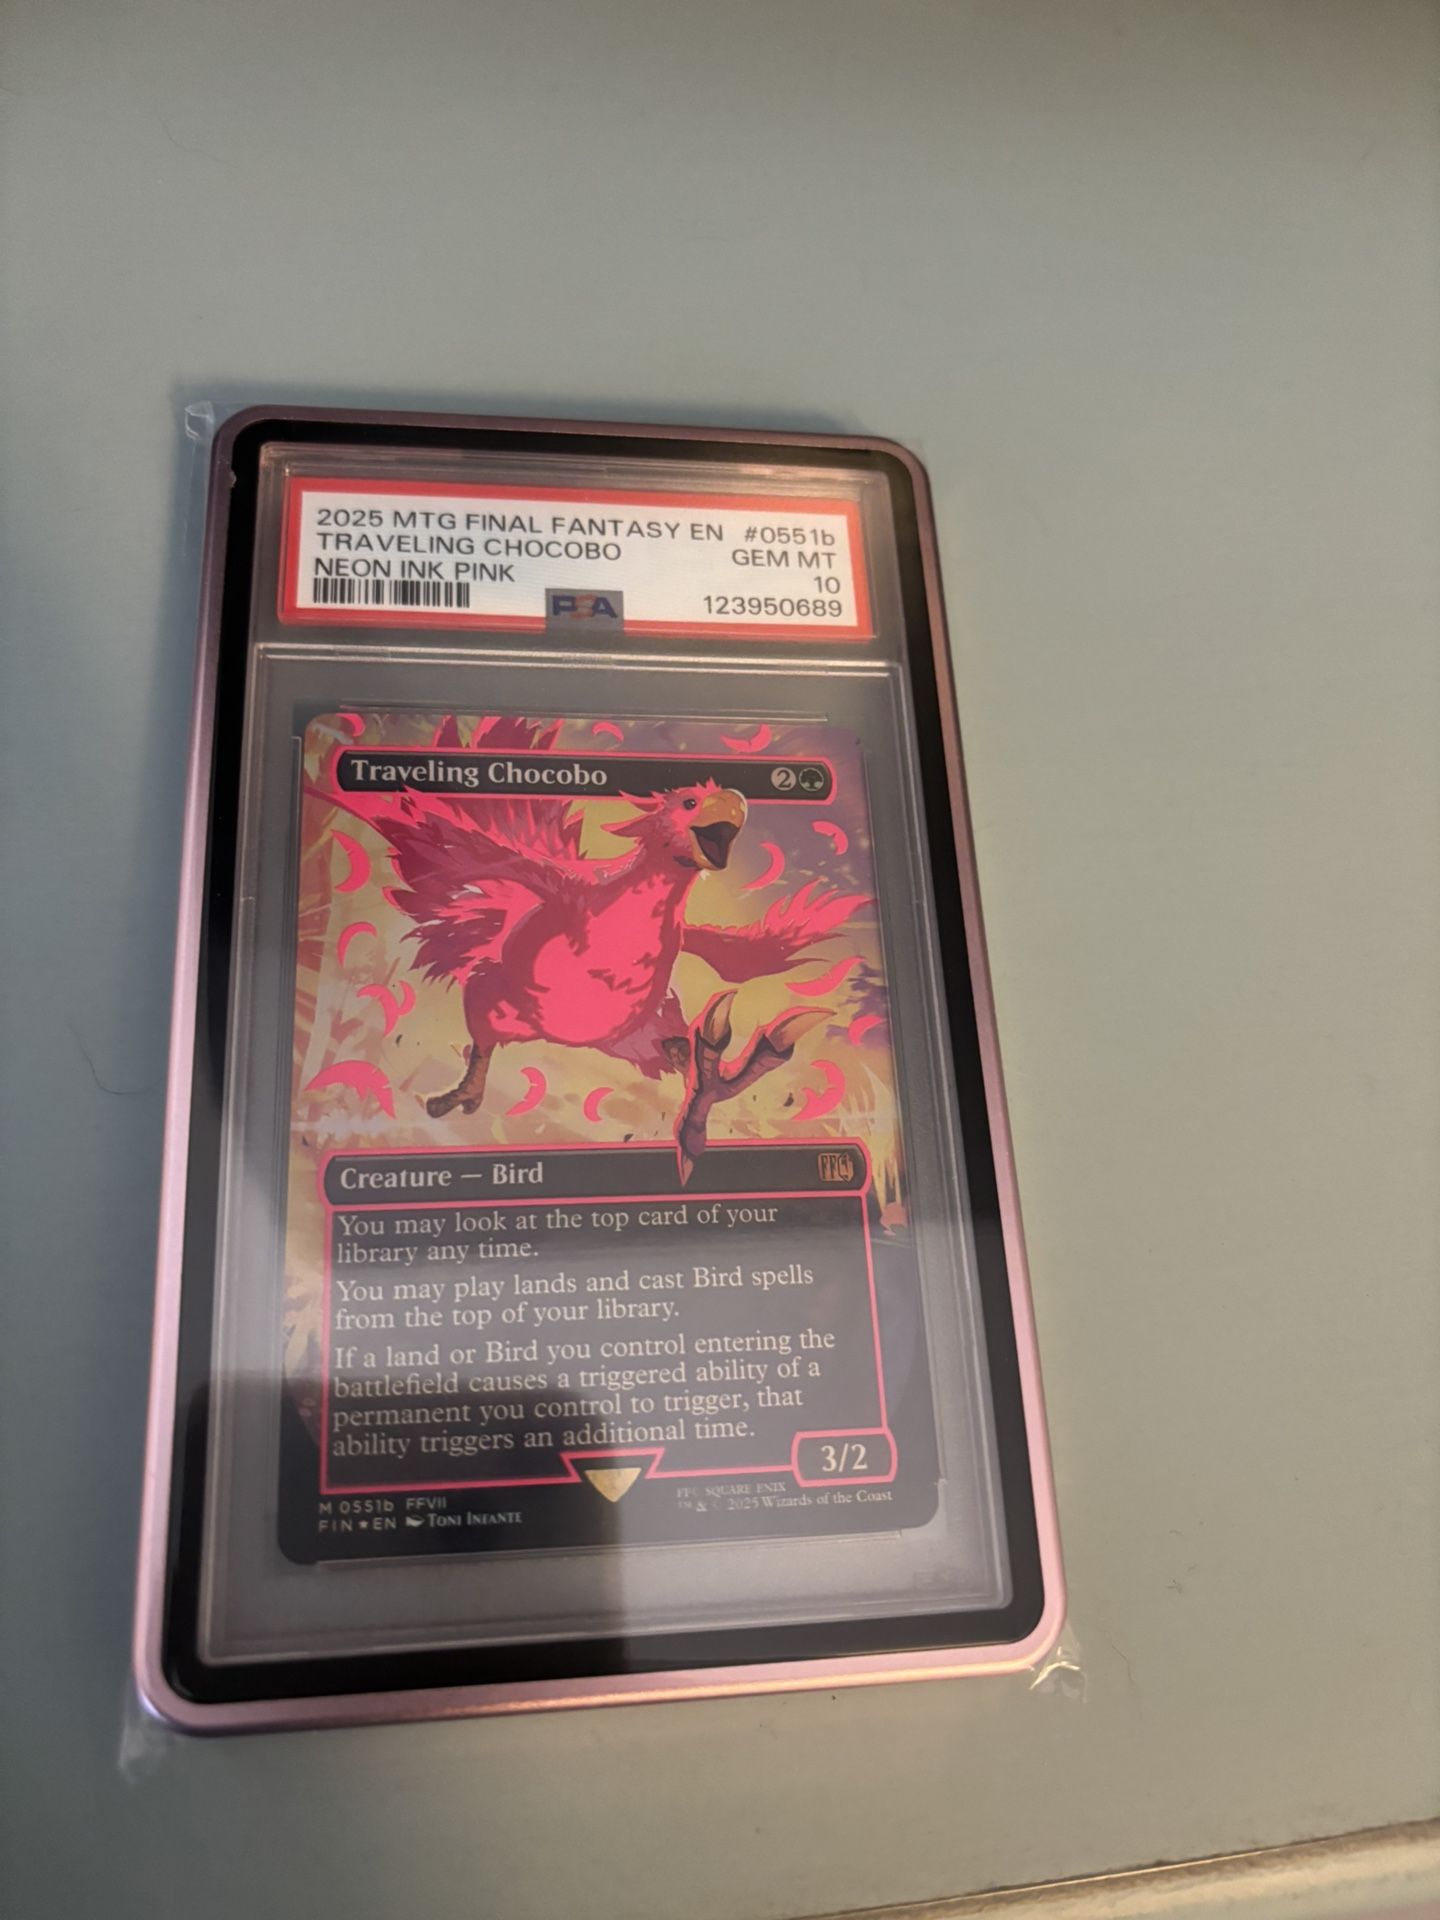 2025 MTG FINAL FANTASY EN #0551b
TRAVELING CHOCOBO GEM MT
NEON INK PINK 10
PSA 123950689
Traveling Chocobo 2
Creature — Bird
You may look at the top card of your
library any time.
You may play lands and cast Bird spells
from the top of your library.
If a land or Bird you control entering the
battlefield causes a triggered ability of a
permanent you control to trigger, that
ability triggers an additional time.
3/2
M 0551b FFVII
FIN★EN TONI INFANTE
SQUARE ENIX
™ & © 2025 Wizards of the Coast